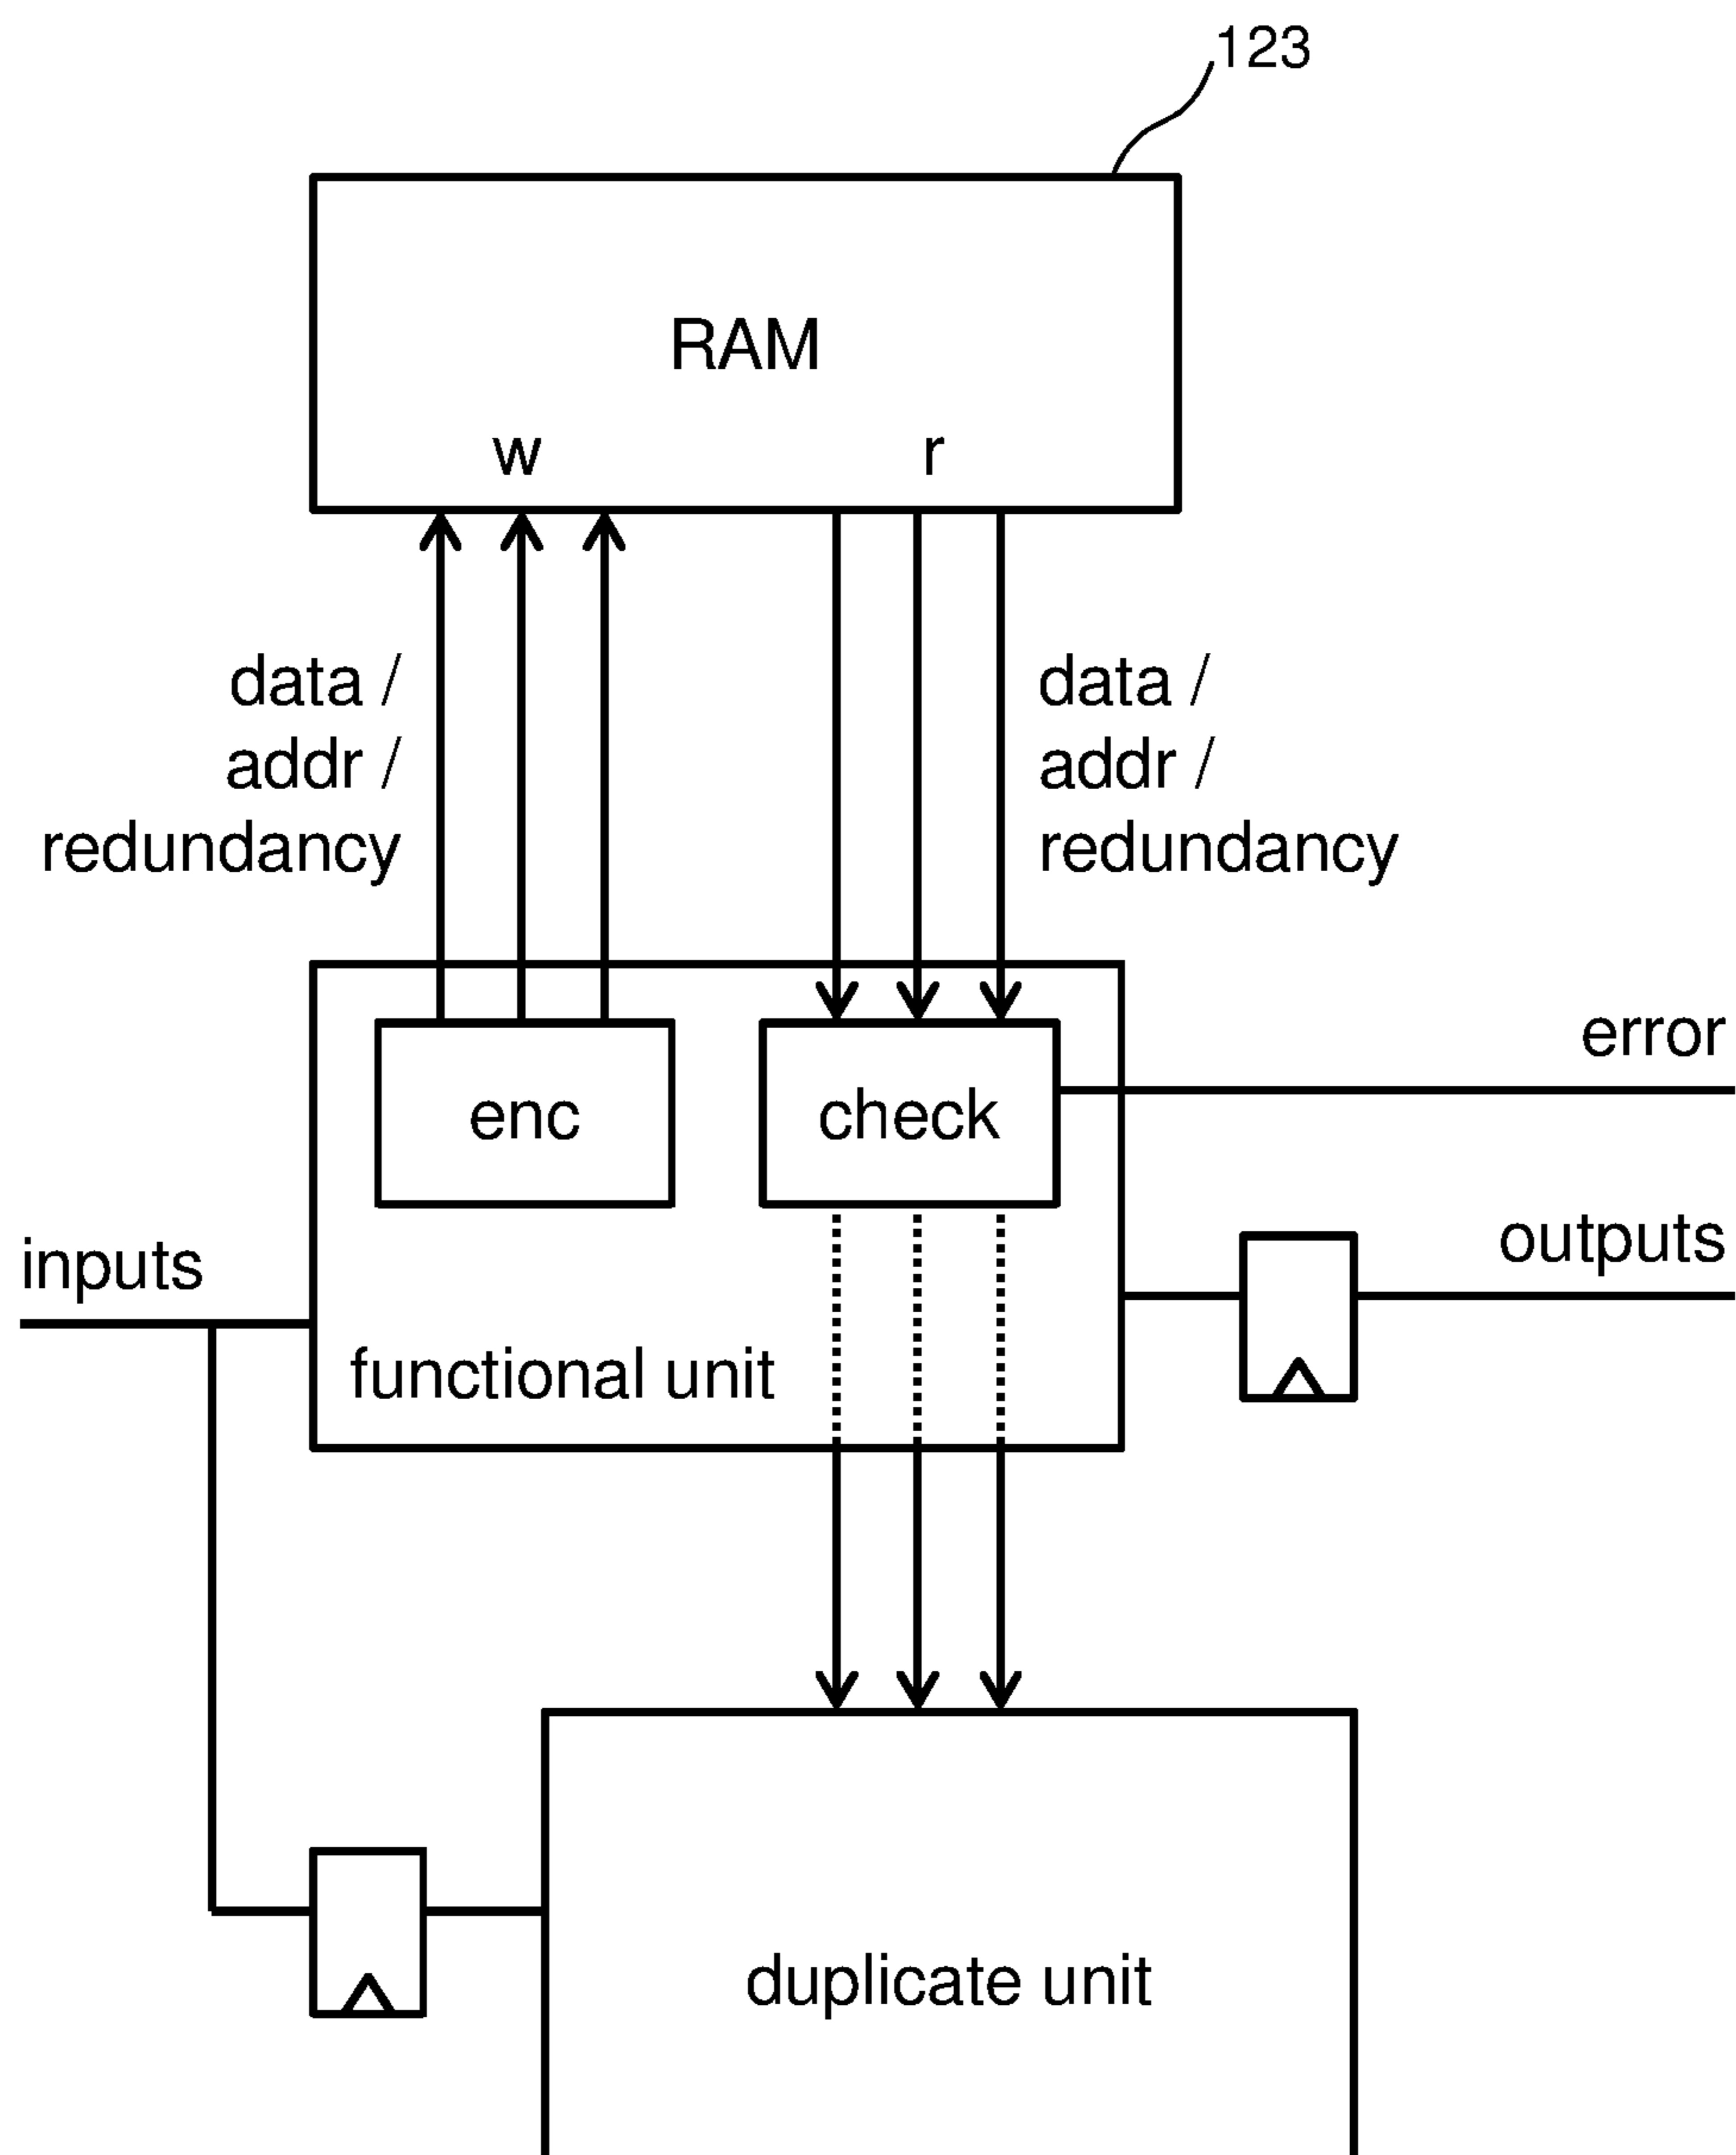 123
RAM
w
r
data /
addr /
redundancy
data /
addr /
redundancy
error
enc
check
inputs
outputs
functional unit
duplicate unit